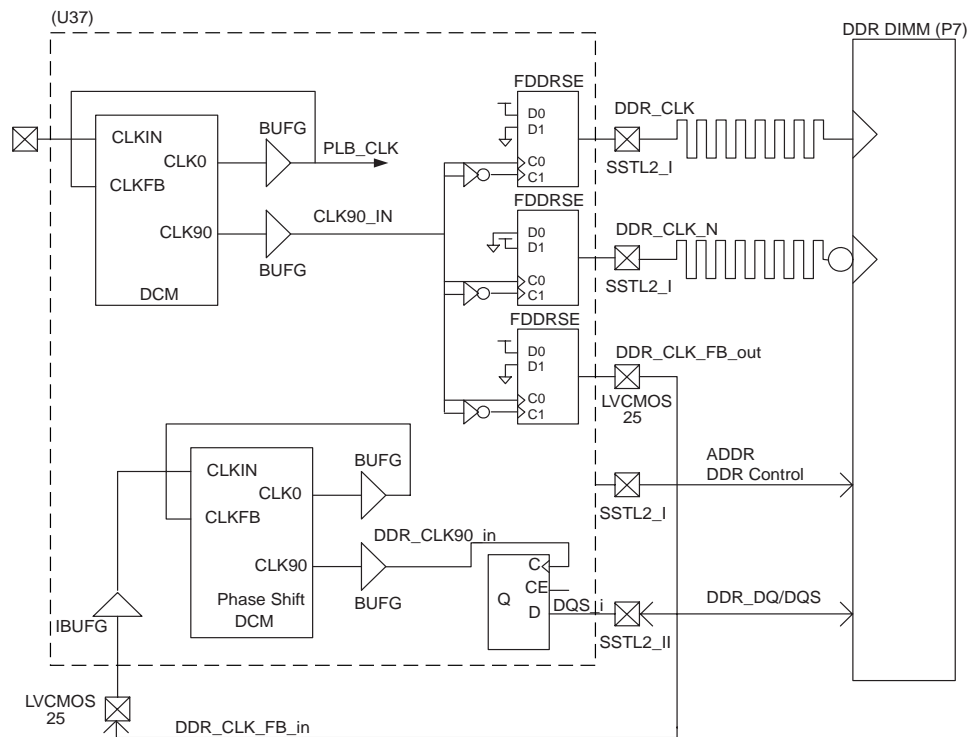 (U37)
DDR DIMM (P7)
CLKIN
CLK0
CLKFB
CLK90
DCM
BUFG
PLB_CLK
CLK90_IN
BUFG
FDDRSE
D0
D1
C0
C1
DDR_CLK
SSTL2_I
FDDRSE
D0
D1
C0
C1
DDR_CLK_N
SSTL2_I
FDDRSE
D0
D1
C0
C1
DDR_CLK_FB_out
LVCMOS
25
CLKIN
CLK0
CLKFB
CLK90
Phase Shift
DCM
BUFG
DDR_CLK90_in
BUFG
C
CE
Q
D
DQS_i
ADDR
DDR Control
SSTL2_I
DDR_DQ/DQS
SSTL2_II
IBUFG
LVCMOS
25
DDR_CLK_FB_in